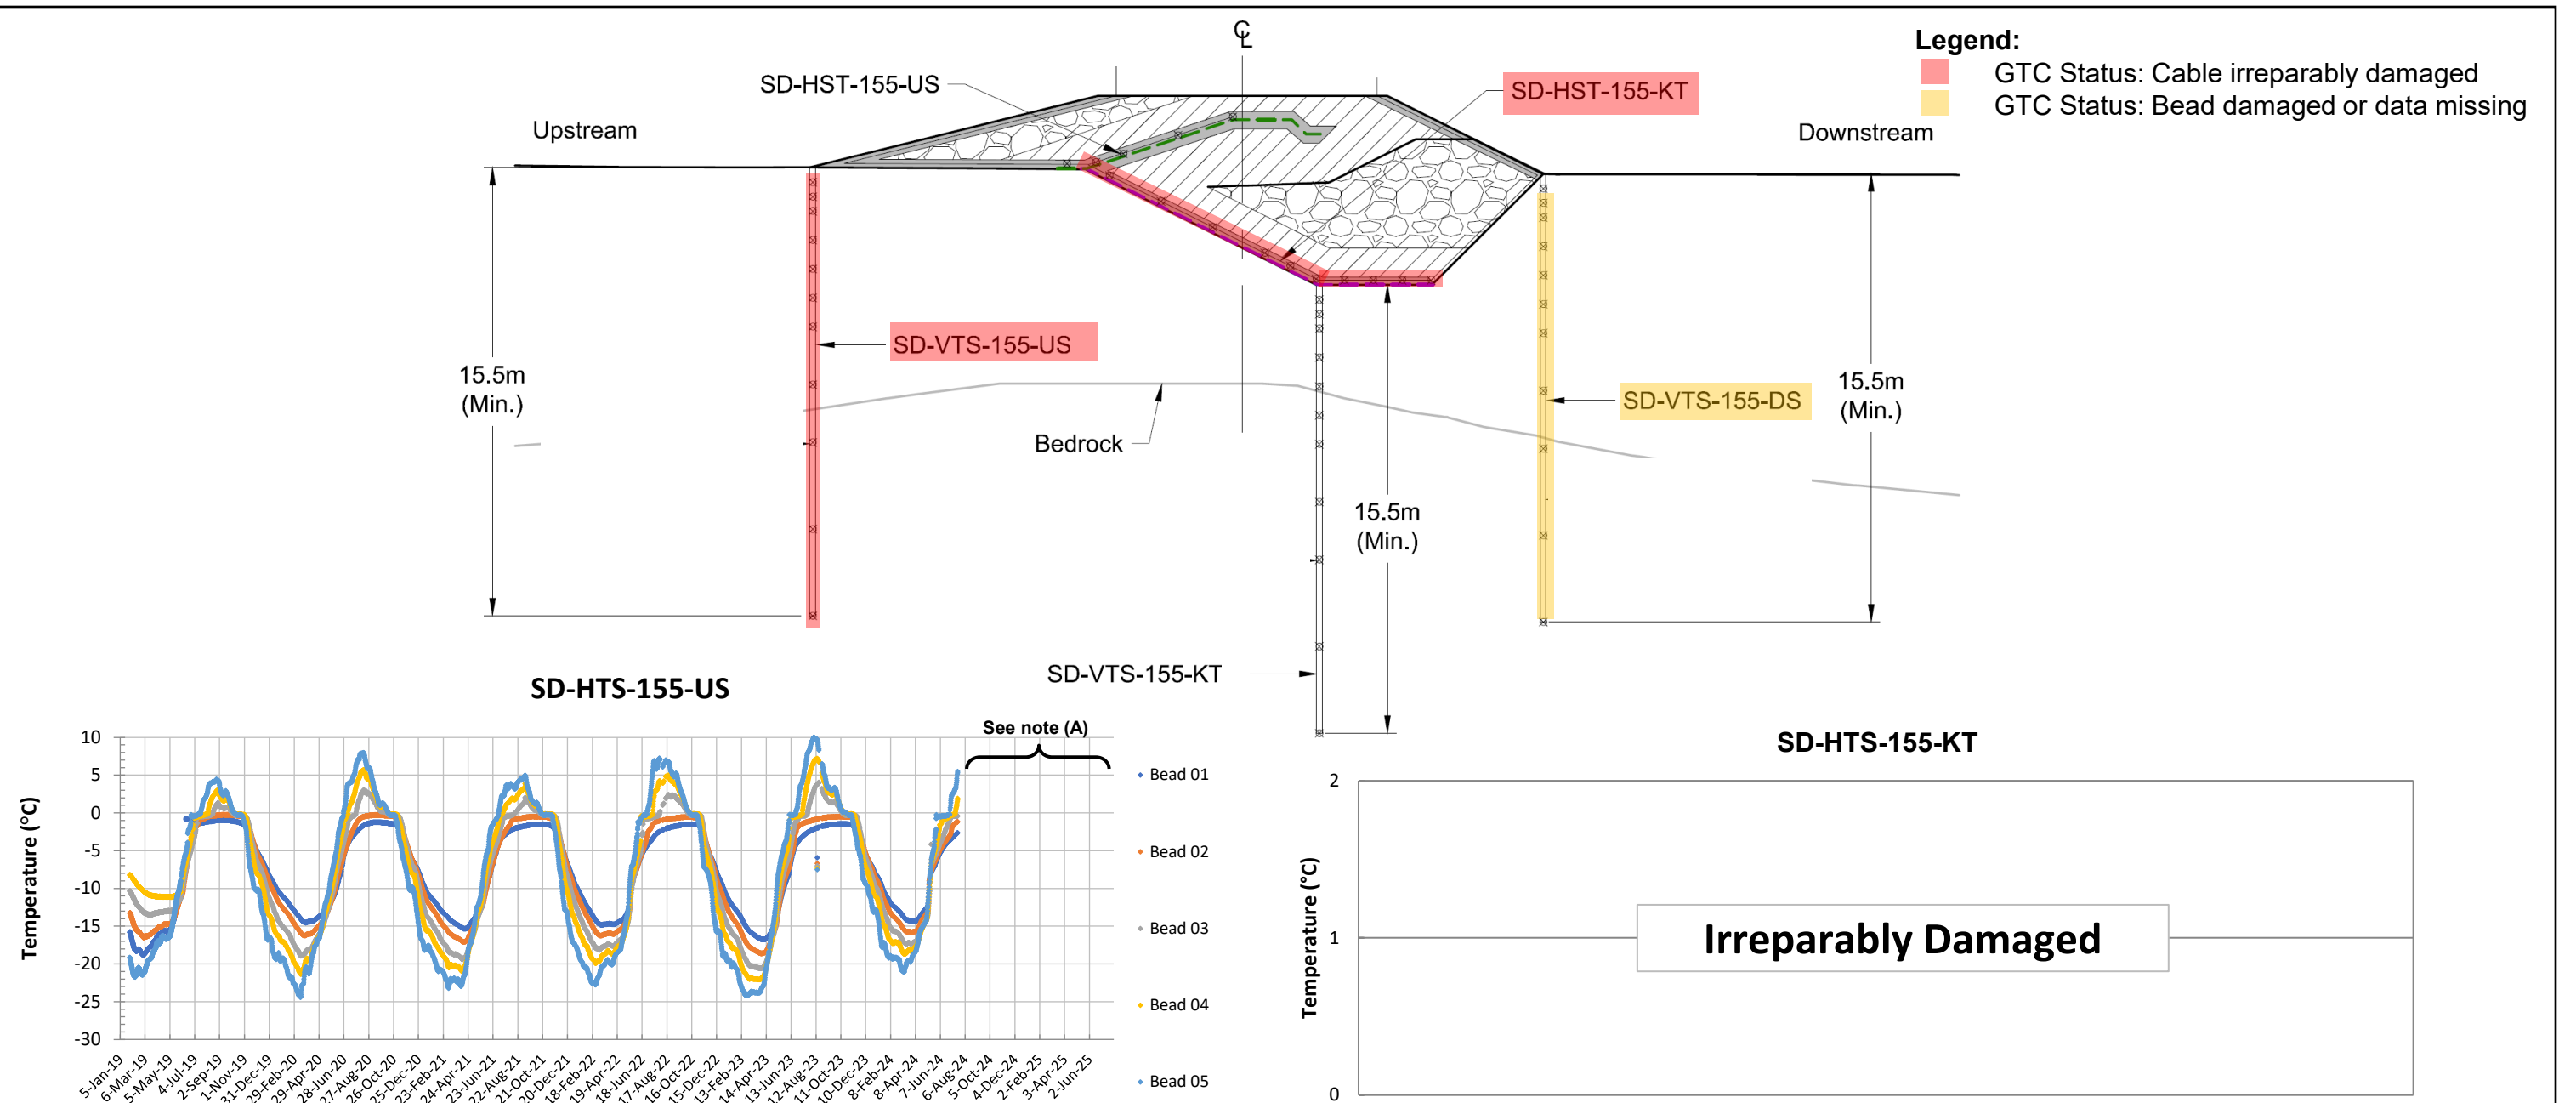 ℄
Legend:
GTC Status: Cable irreparably damaged
GTC Status: Bead damaged or data missing
SD-HST-155-US
SD-HST-155-KT
Upstream
Downstream
SD-VTS-155-US
15.5m
(Min.)
15.5m
(Min.)
SD-VTS-155-DS
Bedrock
15.5m
(Min.)
SD-VTS-155-KT
SD-HTS-155-US
See note (A)
Temperature (°C)
10
5
0
-5
-10
-15
-20
-25
-30
5-Jan-19
6-Mar-19
5-May-19
4-Jul-19
2-Sep-19
1-Nov-19
31-Dec-19
29-Feb-20
29-Apr-20
28-Jun-20
27-Aug-20
26-Oct-20
25-Dec-20
23-Feb-21
24-Apr-21
23-Jun-21
22-Aug-21
21-Oct-21
20-Dec-21
18-Feb-22
19-Apr-22
18-Jun-22
17-Aug-22
16-Oct-22
15-Dec-22
13-Feb-23
14-Apr-23
13-Jun-23
12-Aug-23
11-Oct-23
10-Dec-23
8-Feb-24
8-Apr-24
7-Jun-24
6-Aug-24
5-Oct-24
4-Dec-24
2-Feb-25
3-Apr-25
2-Jun-25
Bead 01
Bead 02
Bead 03
Bead 04
Bead 05
SD-HTS-155-KT
Temperature (°C)
2
1
0
Irreparably Damaged